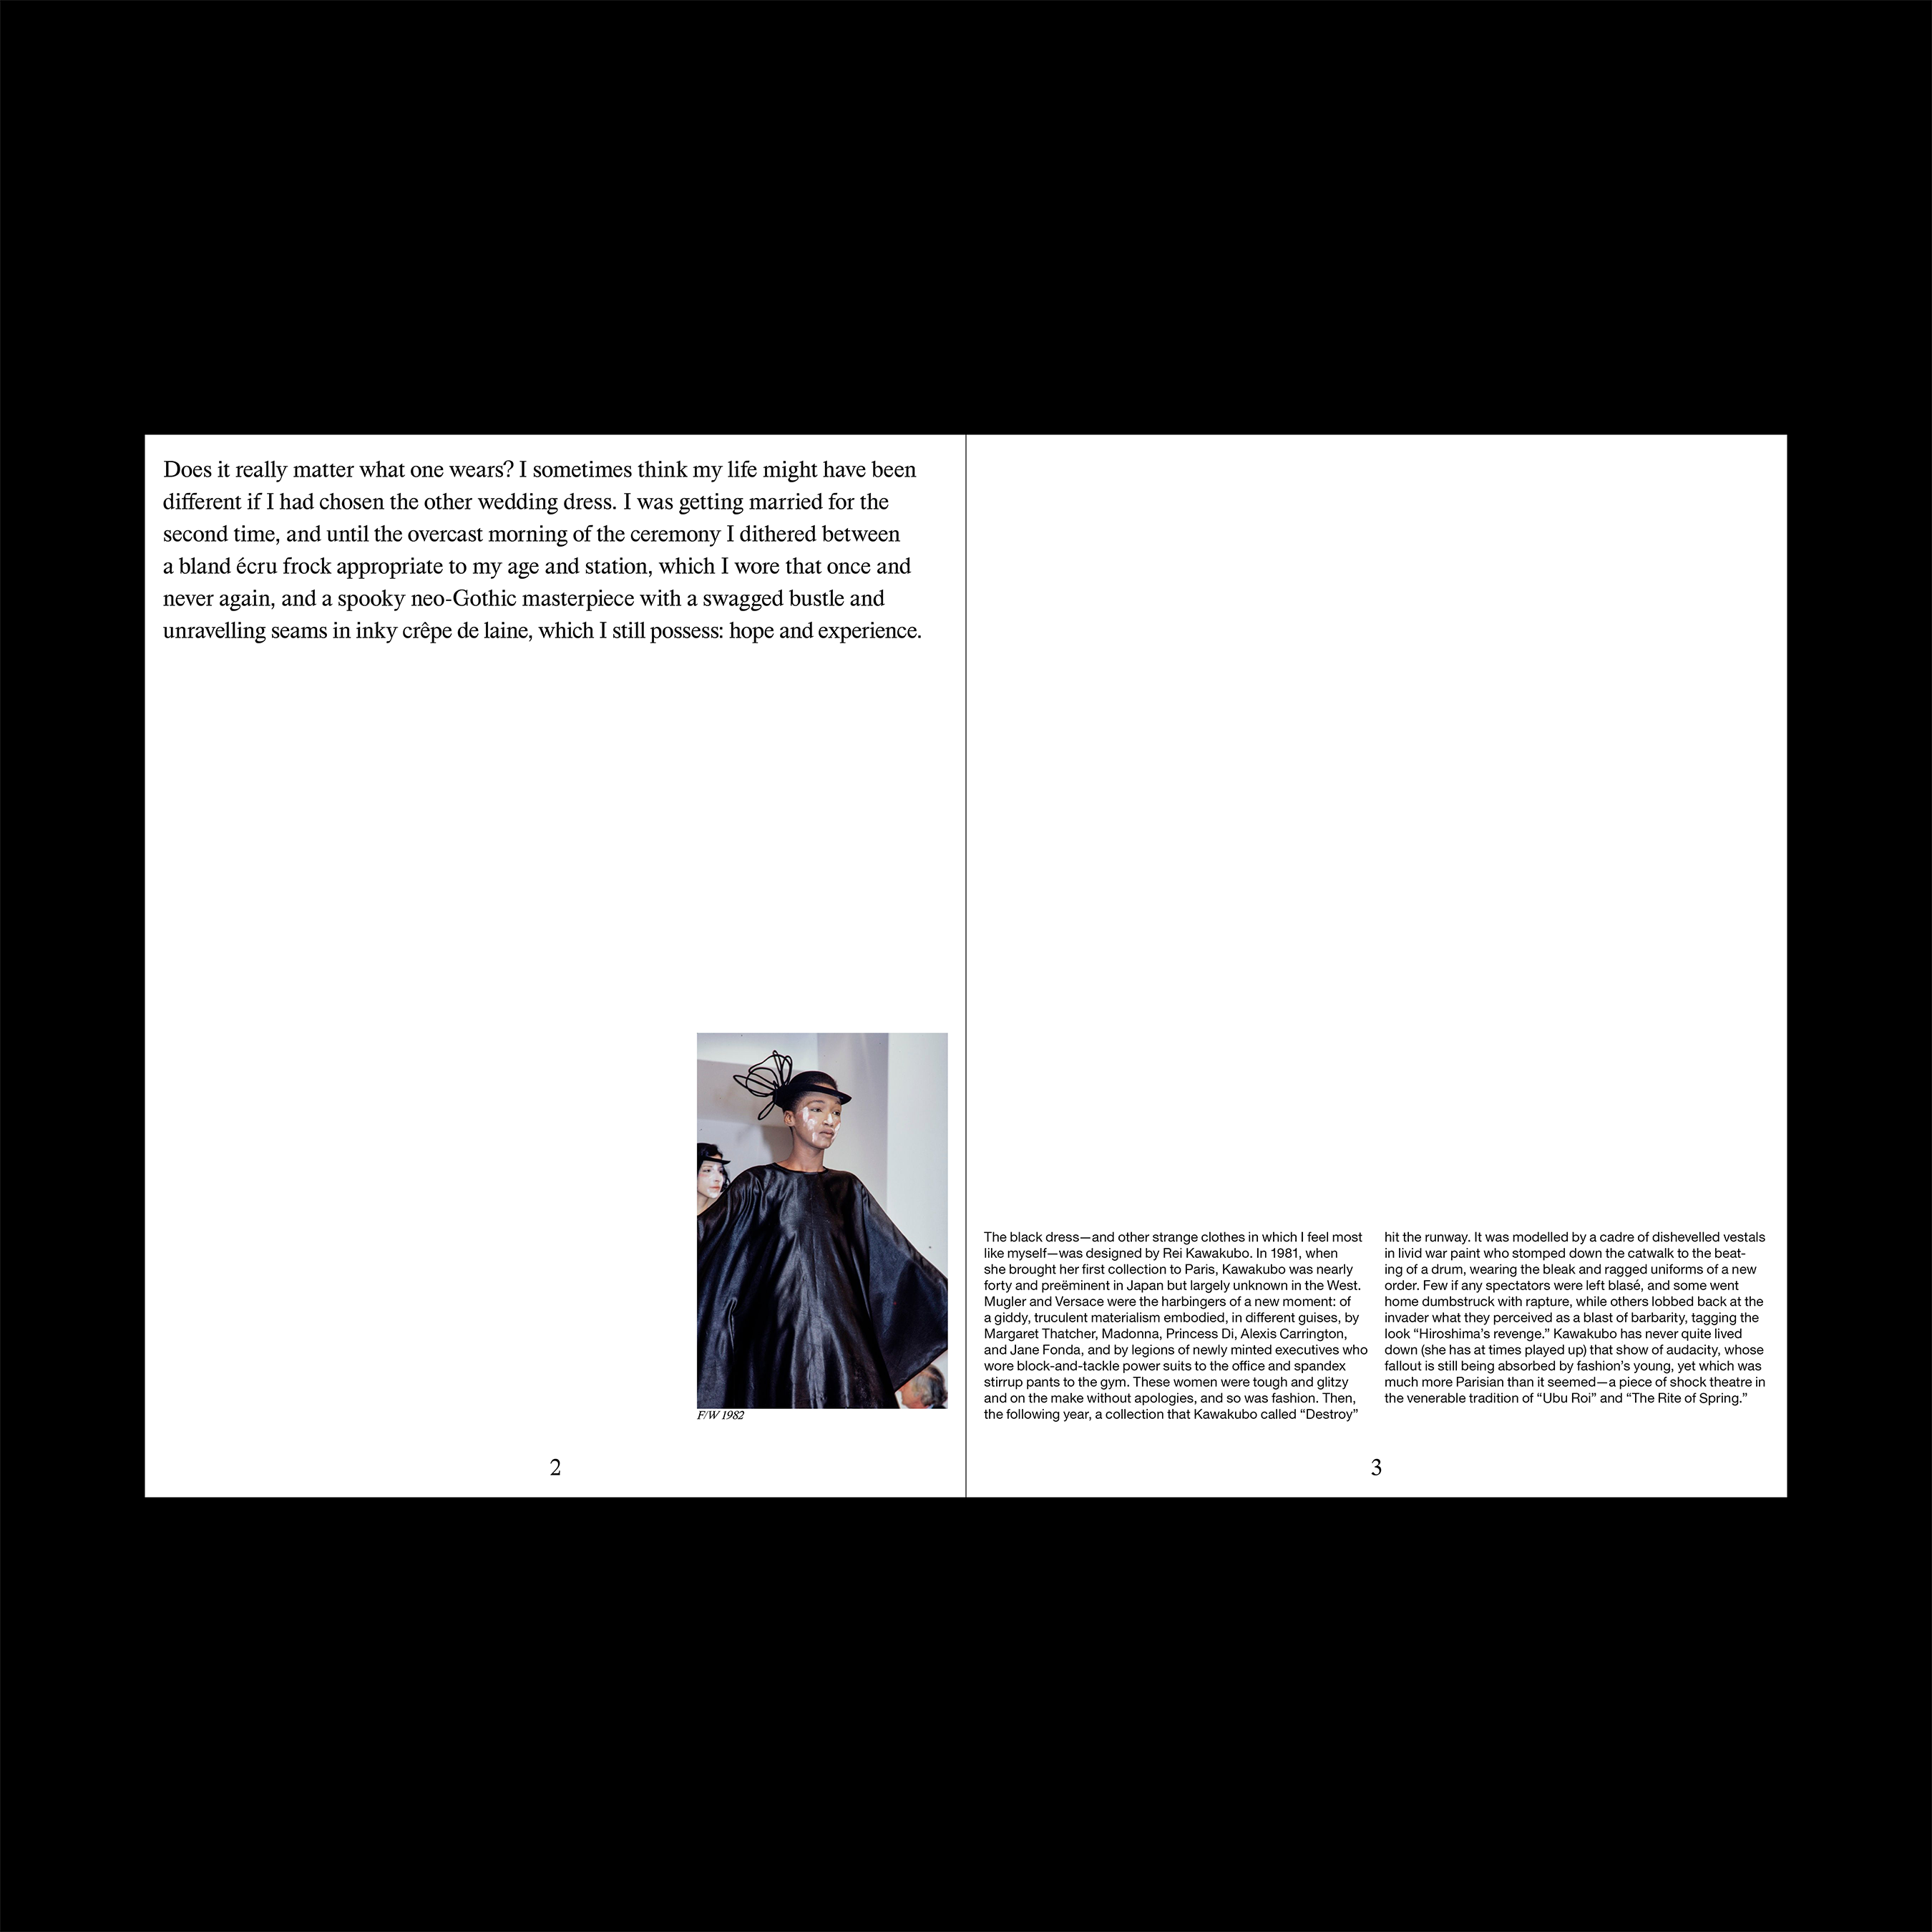 Does it really matter what one wears? I sometimes think my life might have been
different if I had chosen the other wedding dress. I was getting married for the
second time, and until the overcast morning of the ceremony I dithered between
a bland écru frock appropriate to my age and station, which I wore that once and
never again, and a spooky neo-Gothic masterpiece with a swagged bustle and
unravelling seams in inky crêpe de laine, which I still possess: hope and experience.
F/W 1982
2
The black dress—and other strange clothes in which I feel most
like myself—was designed by Rei Kawakubo. In 1981, when
she brought her first collection to Paris, Kawakubo was nearly
forty and preëminent in Japan but largely unknown in the West.
Mugler and Versace were the harbingers of a new moment: of
a giddy, truculent materialism embodied, in different guises, by
Margaret Thatcher, Madonna, Princess Di, Alexis Carrington,
and Jane Fonda, and by legions of newly minted executives who
wore block-and-tackle power suits to the office and spandex
stirrup pants to the gym. These women were tough and glitzy
and on the make without apologies, and so was fashion. Then,
the following year, a collection that Kawakubo called “Destroy”
hit the runway. It was modelled by a cadre of dishevelled vestals
in livid war paint who stomped down the catwalk to the beat-
ing of a drum, wearing the bleak and ragged uniforms of a new
order. Few if any spectators were left blasé, and some went
home dumbstruck with rapture, while others lobbed back at the
invader what they perceived as a blast of barbarity, tagging the
look “Hiroshima’s revenge.” Kawakubo has never quite lived
down (she has at times played up) that show of audacity, whose
fallout is still being absorbed by fashion’s young, yet which was
much more Parisian than it seemed—a piece of shock theatre in
the venerable tradition of “Ubu Roi” and “The Rite of Spring.”
3